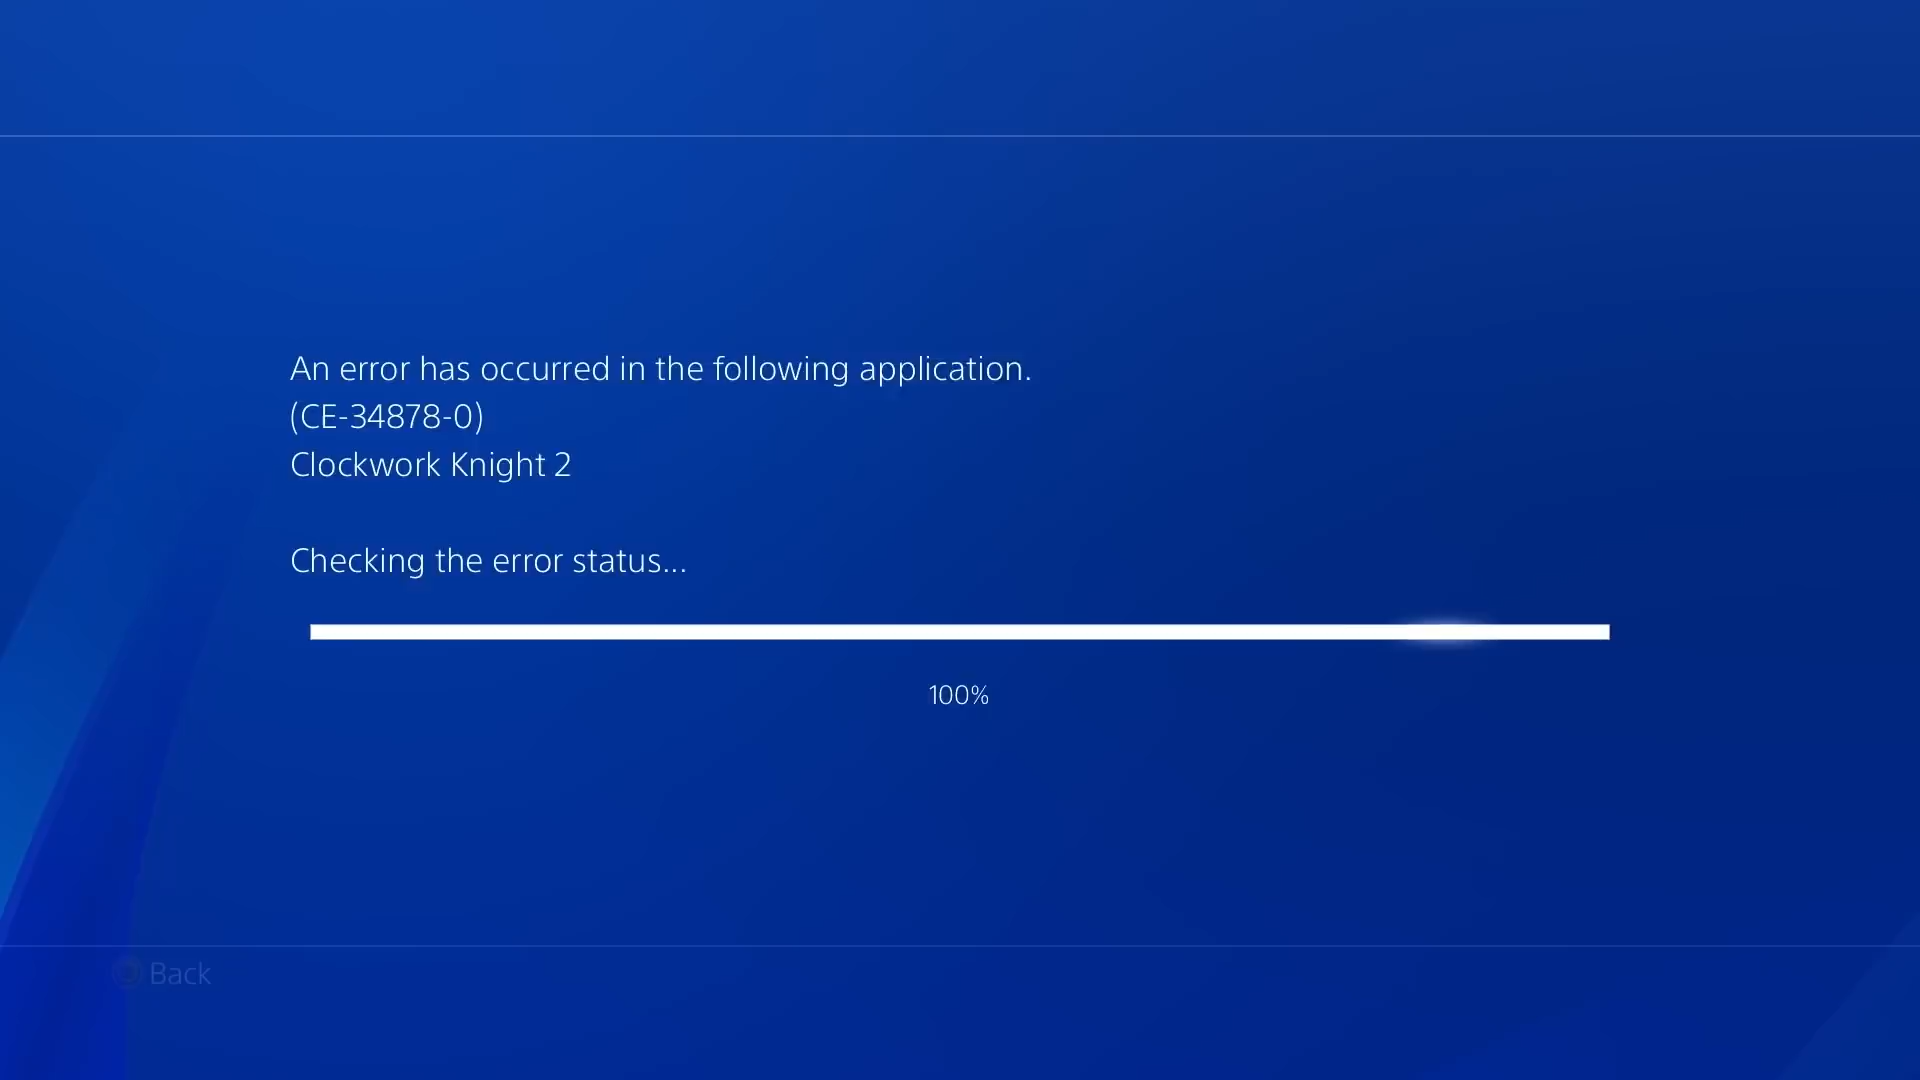 An error has occurred in the following application.
(CE-34878-0)
Clockwork Knight 2
Checking the error status...
100%
Back